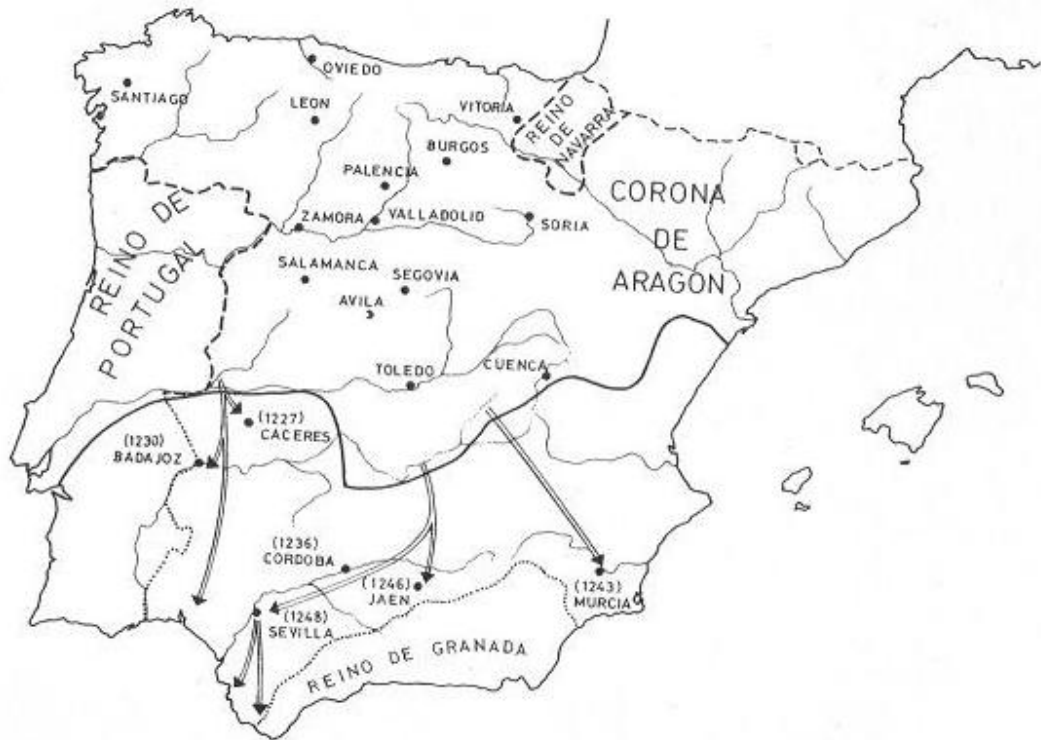 OVIEDO
SANTIAGO
LEON
VITORIA
REINO
DE
NAVARRA
BURGOS
PALENCIA
CORONA
DE
ARAGON
ZAMORA
VALLADOLID
SORIA
REINO DE
PORTUGAL
SALAMANCA
SEGOVIA
AVILA
TOLEDO
CUENCA
(1227)
CACERES
(1230)
BADAJOZ
(1236)
CORDOBA
(1246)
JAEN
(1243)
MURCIA
(1248)
SEVILLA
REINO DE GRANADA